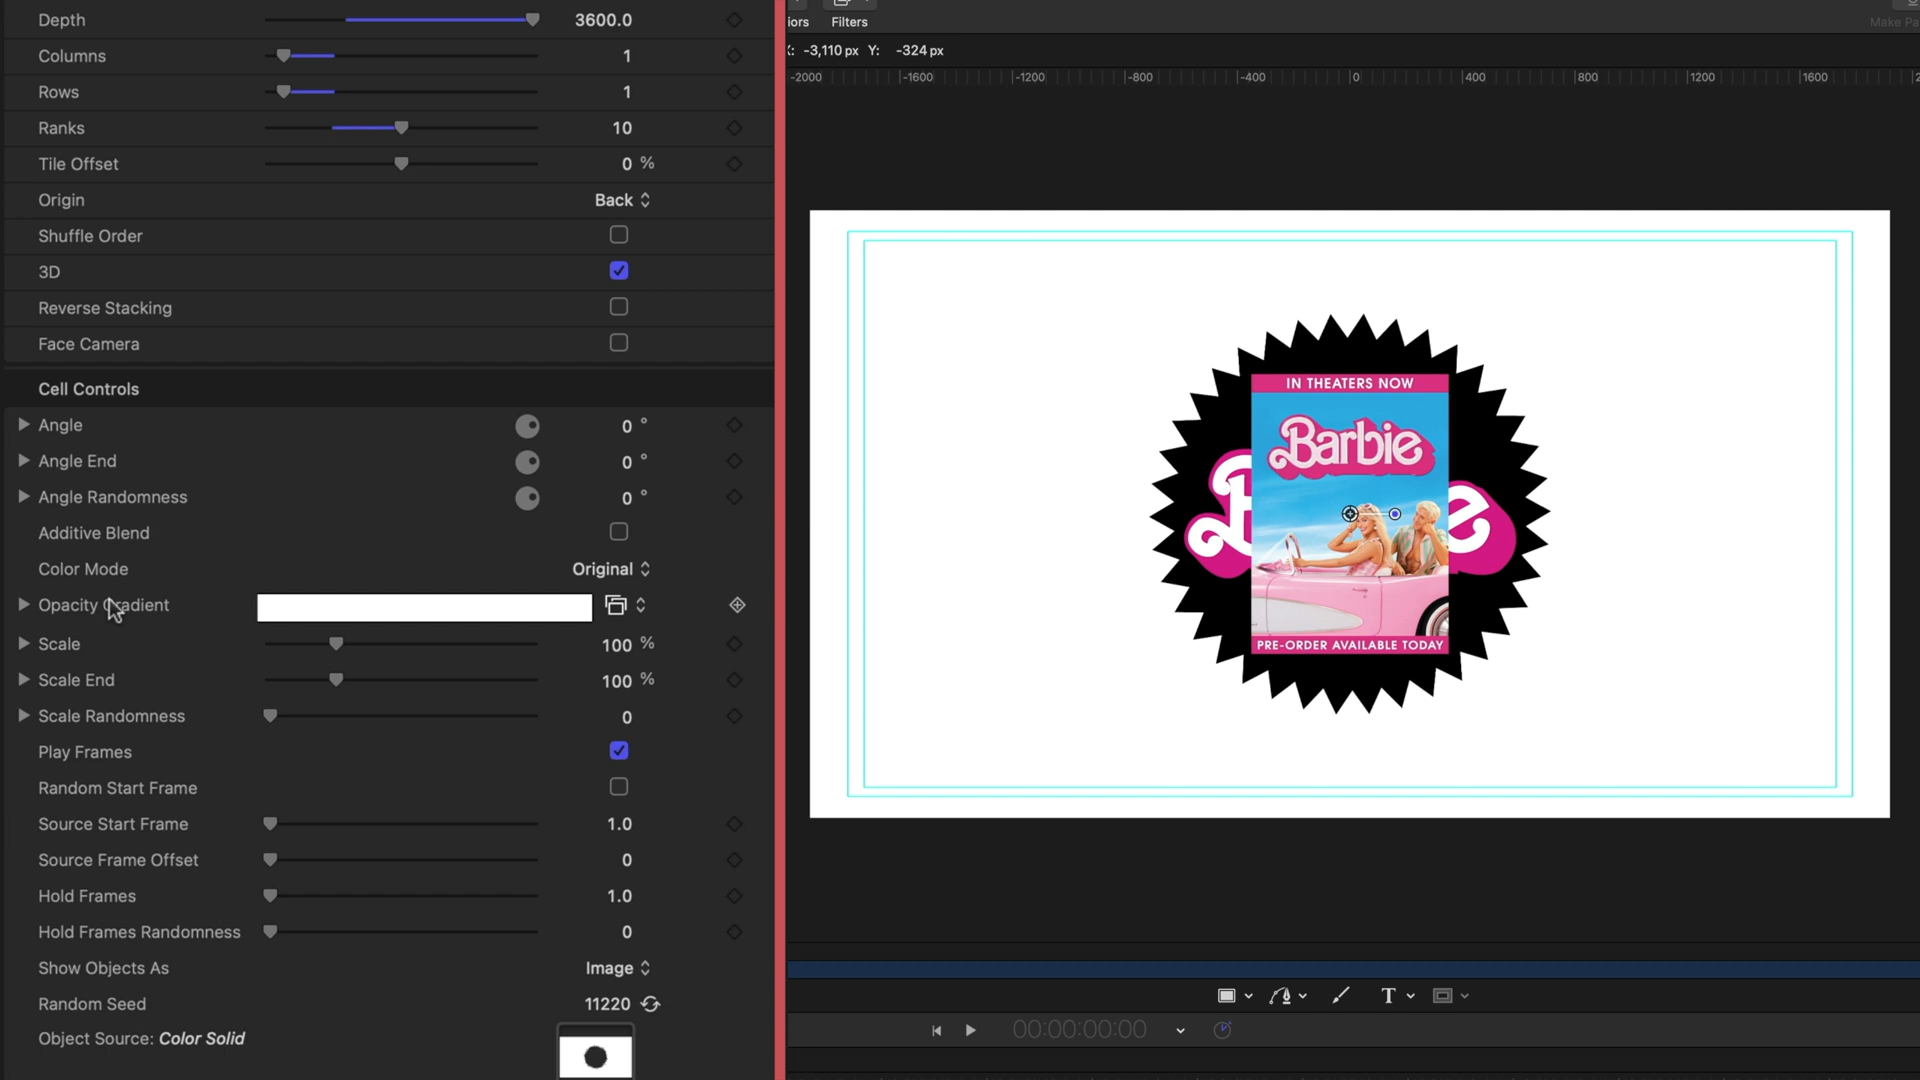 Depth 3600.0
Columns 1
Rows 1
Ranks 10
Tile Offset 0 %
Origin Back
Shuffle Order
3D
Reverse Stacking
Face Camera
Cell Controls
Angle 0 °
Angle End 0 °
Angle Randomness 0 °
Additive Blend
Color Mode Original
Opacity Gradient
Scale 100 %
Scale End 100 %
Scale Randomness 0
Play Frames
Random Start Frame
Source Start Frame 1.0
Source Frame Offset 0
Hold Frames 1.0
Hold Frames Randomness 0
Show Objects As Image
Random Seed 11220
Object Source: Color Solid
iors Filters
Make Pa
X: -3,110 px Y: -324 px
-2000 -1600 -1200 -800 -400 0 400 800 1200 1600
IN THEATERS NOW
Barbie
B e
PRE-ORDER AVAILABLE TODAY
T
00:00:00:00